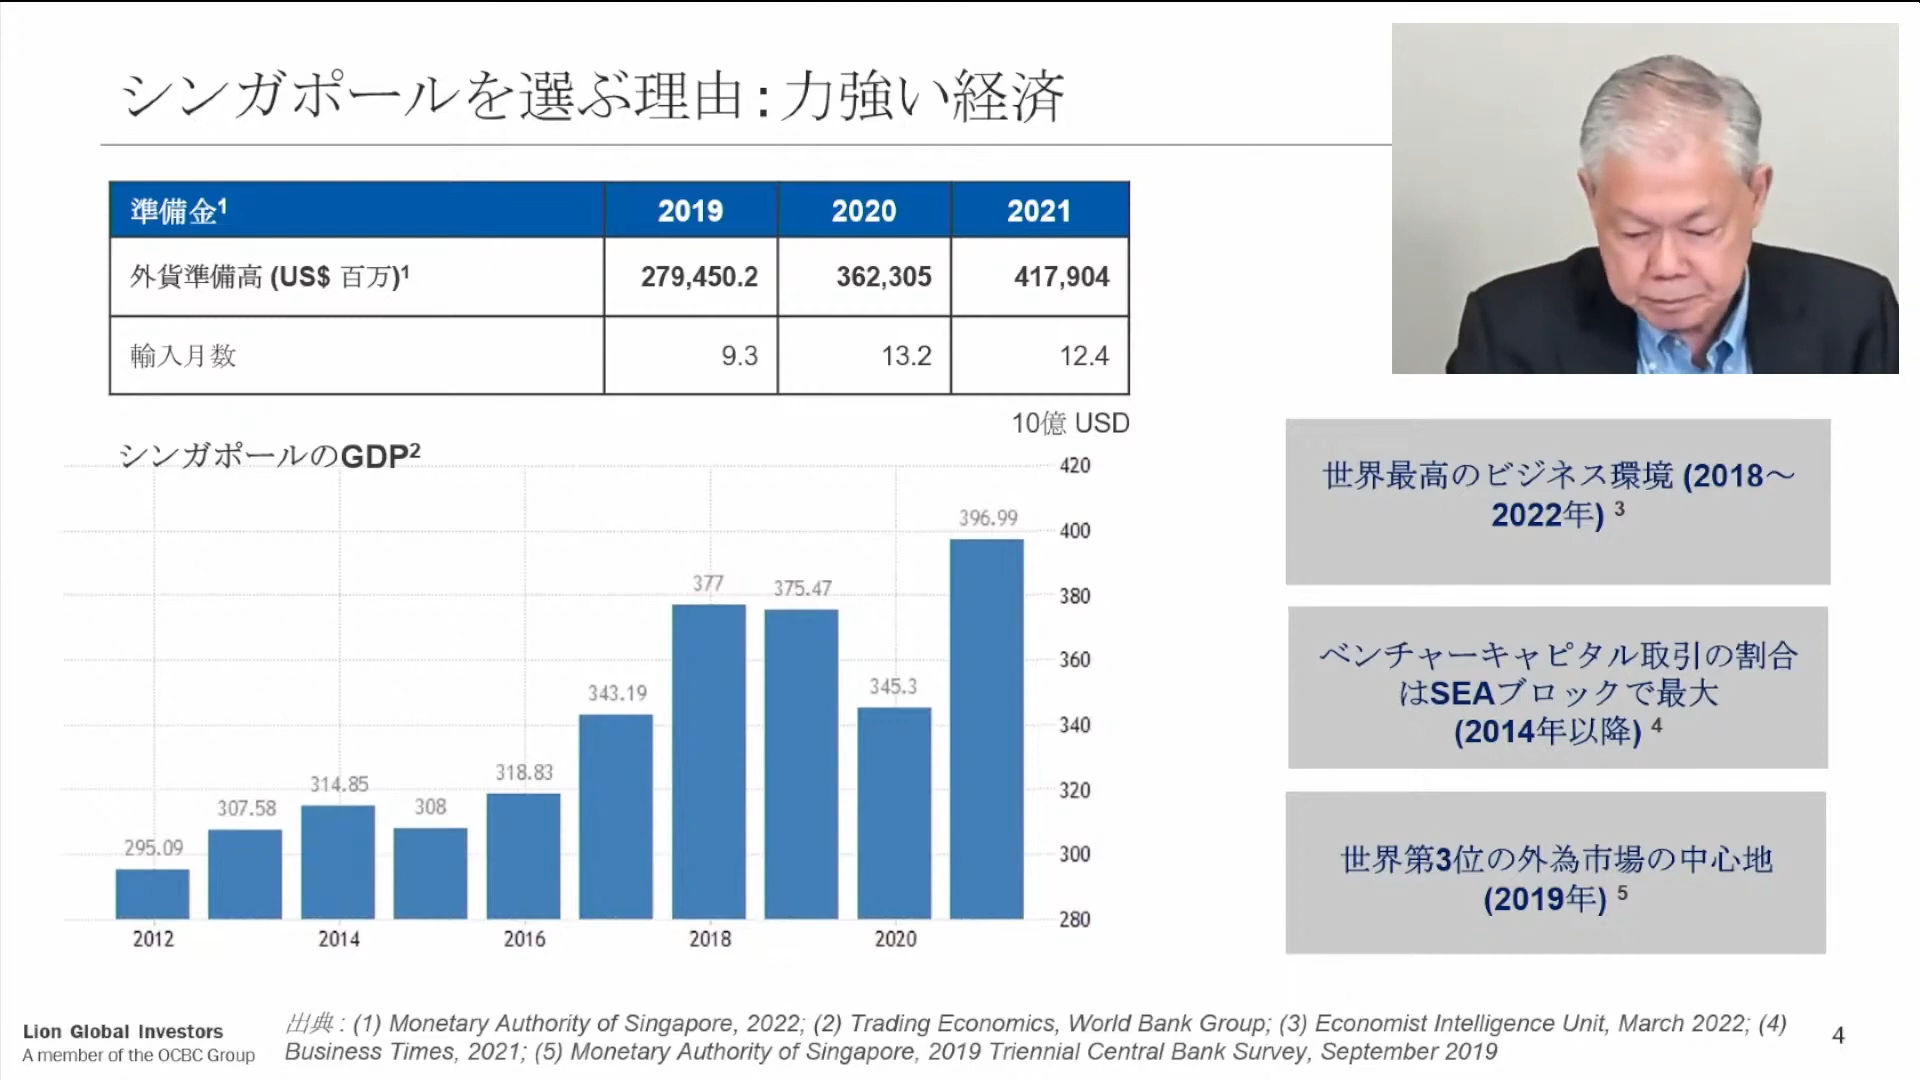 シンガポールを選ぶ理由：力強い経済
準備金¹ 2019 2020 2021
外貨準備高 (US$ 百万)¹ 279,450.2 362,305 417,904
輸入月数 9.3 13.2 12.4
10億 USD
シンガポールのGDP²
420
400
380
360
340
320
300
280
295.09
307.58
314.85
308
318.83
343.19
377
375.47
345.3
396.99
2012 2014 2016 2018 2020
世界最高のビジネス環境 (2018～
2022年) ³
ベンチャーキャピタル取引の割合
はSEAブロックで最大
(2014年以降) ⁴
世界第3位の外為市場の中心地
(2019年) ⁵
Lion Global Investors
A member of the OCBC Group
出典 : (1) Monetary Authority of Singapore, 2022; (2) Trading Economics, World Bank Group; (3) Economist Intelligence Unit, March 2022; (4)
Business Times, 2021; (5) Monetary Authority of Singapore, 2019 Triennial Central Bank Survey, September 2019
4